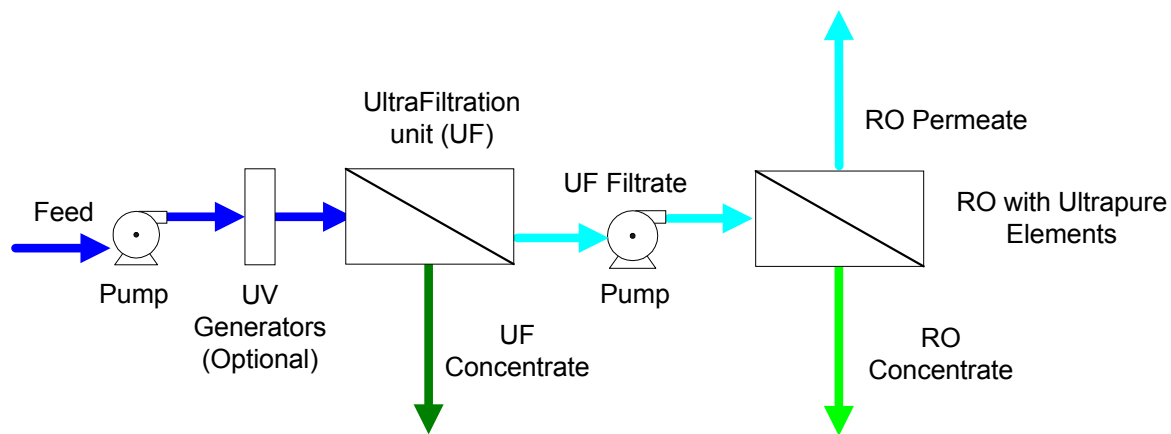 Feed
Pump
UV
Generators
(Optional)
UltraFiltration
unit (UF)
UF
Concentrate
UF Filtrate
Pump
RO Permeate
RO with Ultrapure
Elements
RO
Concentrate